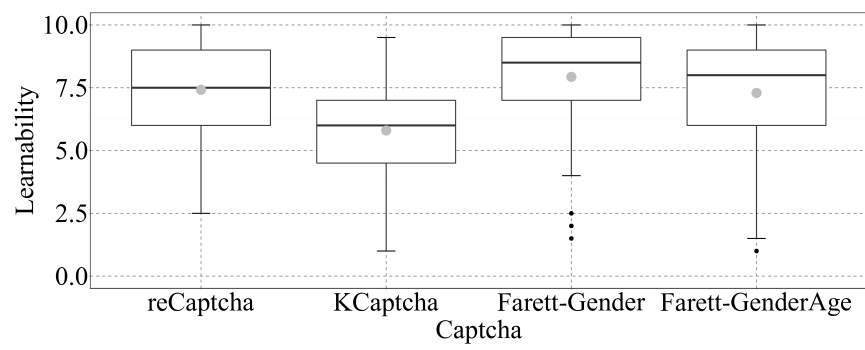 Learnability
10.0
7.5
5.0
2.5
0.0
reCaptcha KCaptcha Farett-Gender Farett-GenderAge
Captcha